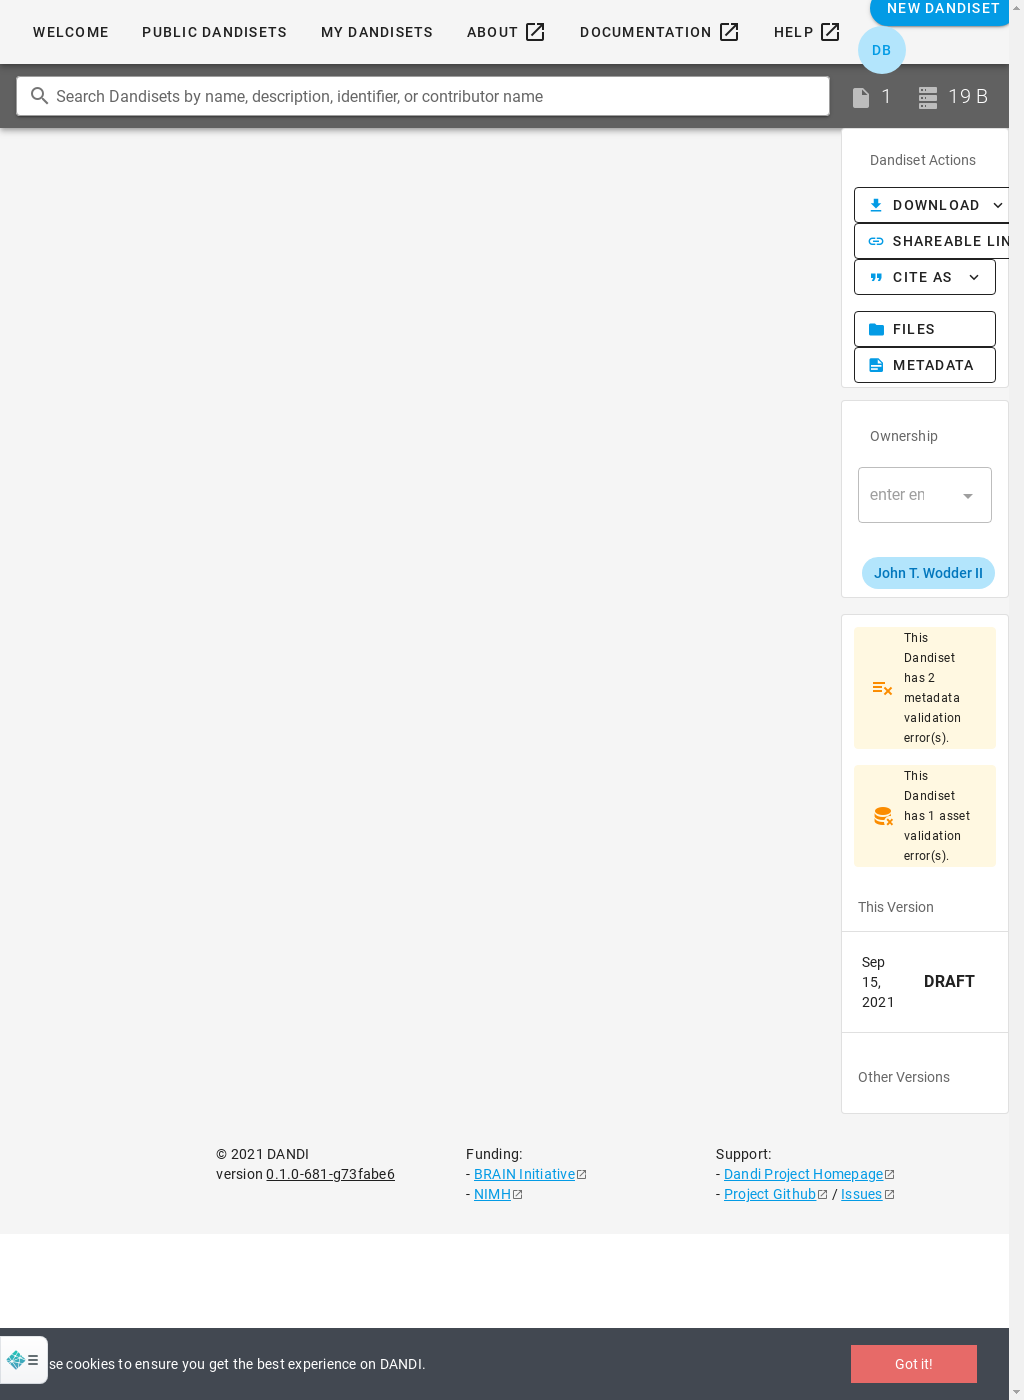 WELCOME
PUBLIC DANDISETS
MY DANDISETS
ABOUT
DOCUMENTATION
HELP
NEW DANDISET
DB
Search Dandisets by name, description, identifier, or contributor name
1
19 B
Dandiset Actions
DOWNLOAD
SHAREABLE LIN
CITE AS
FILES
METADATA
Ownership
enter en
John T. Wodder II
This
Dandiset
has 2
metadata
validation
error(s).
This
Dandiset
has 1 asset
validation
error(s).
This Version
Sep
15,
2021
DRAFT
Other Versions
© 2021 DANDI
version 0.1.0-681-g73fabe6
Funding:
- BRAIN Initiative
- NIMH
Support:
- Dandi Project Homepage
- Project Github / Issues
se cookies to ensure you get the best experience on DANDI.
Got it!